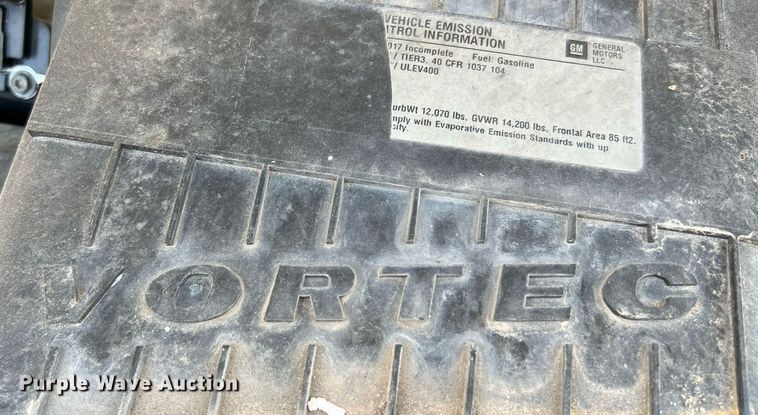 VEHICLE EMISSION
NTROL INFORMATION
GM GENERAL
MOTORS
LLC
017 Incomplete Fuel: Gasoline
/ TIER3, 40 CFR 1037 104
/ ULEV400
urbWt 12,070 lbs, GVWR 14,200 lbs, Frontal Area 85 ft2.
mply with Evaporative Emission Standards with up
cify.
VORTEC
Purple Wave Auction